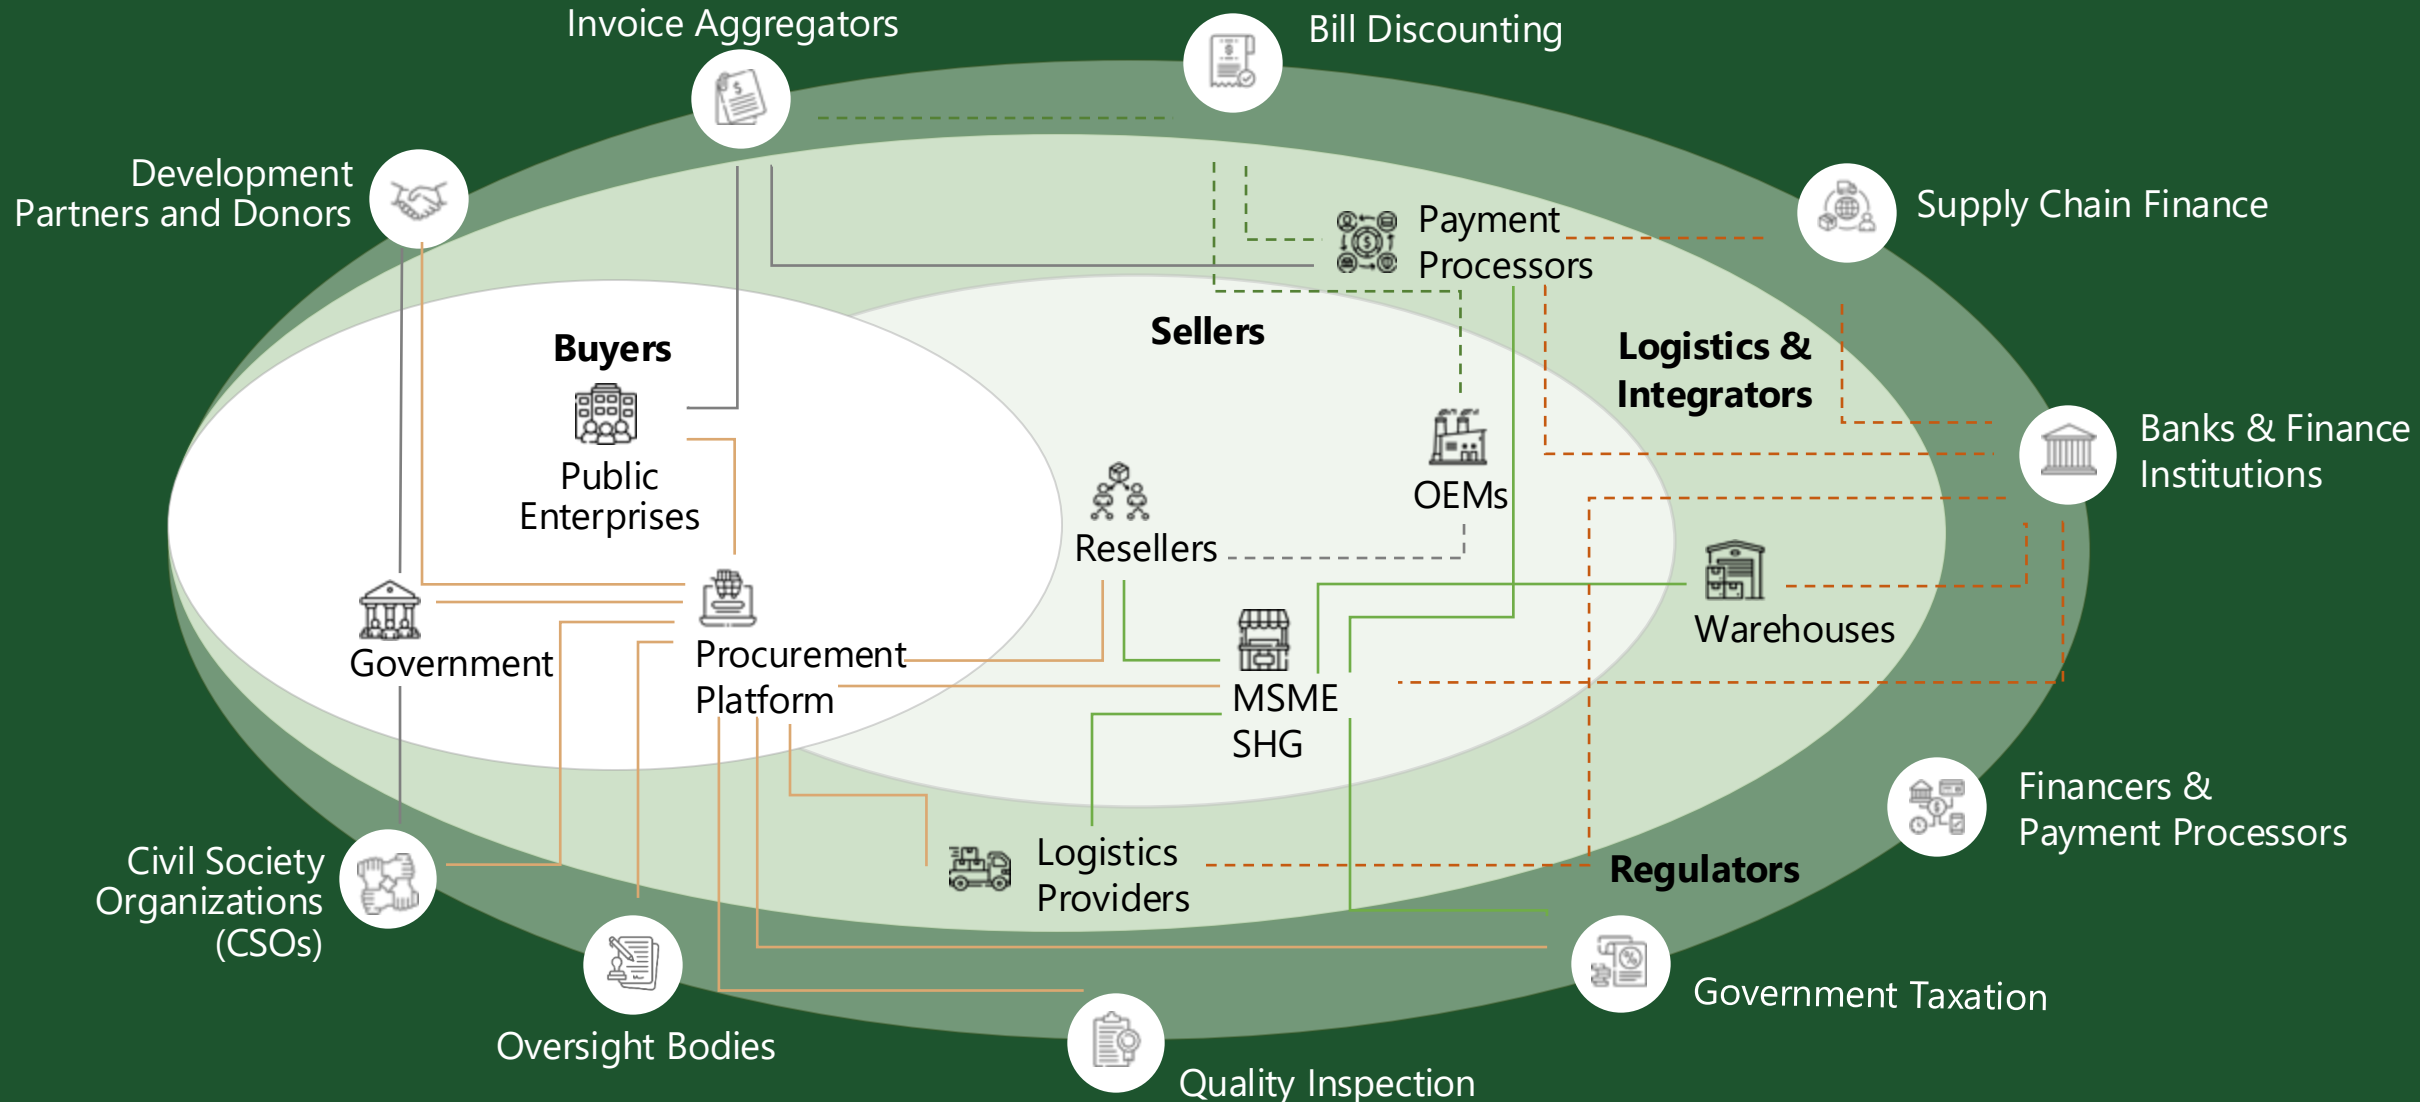 Invoice Aggregators
Bill Discounting
Development
Partners and Donors
Payment
Processors
Supply Chain Finance
Buyers
Sellers
Logistics &
Integrators
Public
Enterprises
OEMs
Banks & Finance
Institutions
Resellers
Government
Procurement
Platform
MSME
SHG
Warehouses
Financers &
Payment Processors
Civil Society
Organizations
(CSOs)
Logistics
Providers
Regulators
Oversight Bodies
Quality Inspection
Government Taxation